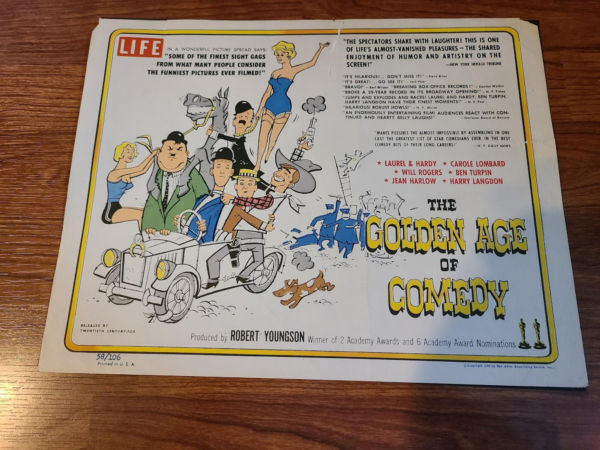 LIFE IN A WONDERFUL PICTURE SPREAD SAYS:
"SOME OF THE FINEST SIGHT GAGS
FROM WHAT MANY PEOPLE CONSIDER
THE FUNNIEST PICTURES EVER FILMED!"
"THE SPECTATORS SHAKE WITH LAUGHTER! THIS IS ONE
OF LIFE'S ALMOST-VANISHED PLEASURES—THE SHARED
ENJOYMENT OF HUMOR AND ARTISTRY ON THE
SCREEN!"
—NEW YORK HERALD TRIBUNE
"IT'S HILARIOUS!... DON'T MISS IT!"
"IT'S GREAT!... GO SEE IT!"
"BRAVO!" —Earl Wilson "BREAKING BOX-OFFICE RECORDS!"
"BROKE A 20-YEAR RECORD IN ITS BROADWAY OPENING!" —N. Y. Times
"JUMPS AND EXPLODES AND RACES! LAUREL AND HARDY, BEN TURPIN,
HARRY LANGDON HAVE THEIR FINEST MOMENTS!" —N. Y. Post
"HILARIOUS ROBUST HOWLS!"
"AN ENORMOUSLY ENTERTAINING FILM! AUDIENCES REACT WITH CON-
TINUED AND HEARTY BELLY LAUGHS!"
"MAKES POSSIBLE THE ALMOST IMPOSSIBLE BY ASSEMBLING IN ONE
CAST THE GREATEST LIST OF STAR COMEDIANS EVER, IN THE BEST
COMEDY BITS OF THEIR LONG CAREERS!"
—N. Y. DAILY NEWS
★ LAUREL & HARDY ★ CAROLE LOMBARD
★ WILL ROGERS ★ BEN TURPIN
★ JEAN HARLOW ★ HARRY LANGDON
THE
GOLDEN AGE
OF
COMEDY
RELEASED BY
TWENTIETH CENTURY-FOX
Produced by ROBERT YOUNGSON Winner of 2 Academy Awards and 6 Academy Award Nominations
58/106
Printed in U. S. A.